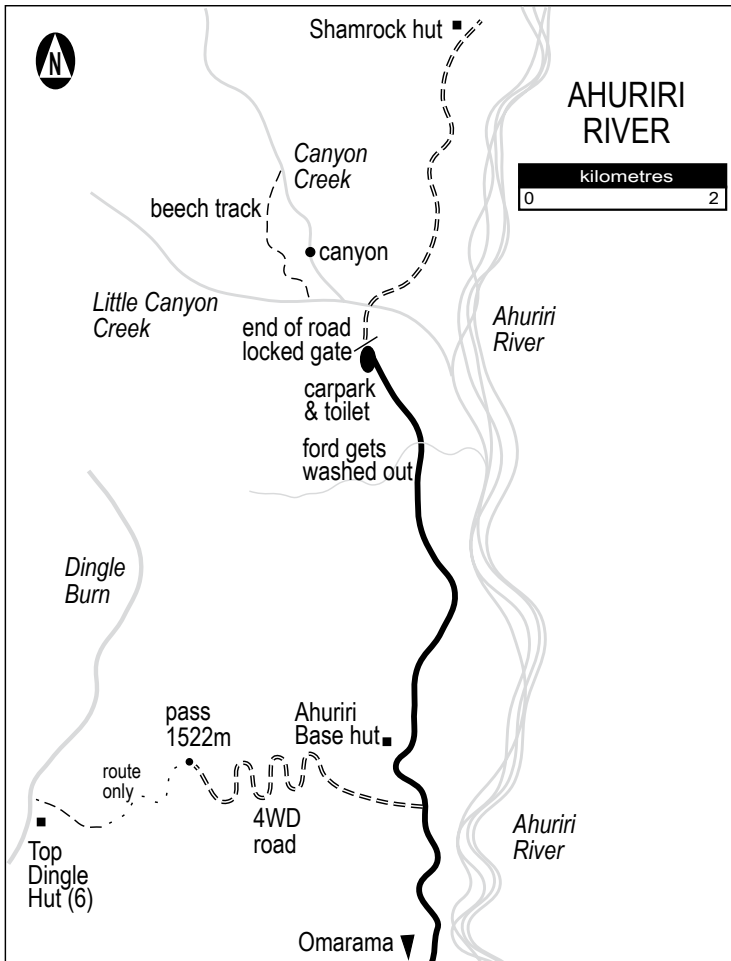 N
Shamrock hut
AHURIRI
RIVER
kilometres
0 2
Canyon
Creek
beech track
canyon
Little Canyon
Creek
end of road
locked gate
Ahuriri
River
carpark
& toilet
ford gets
washed out
Dingle
Burn
pass
1522m
Ahuriri
Base hut
route
only
4WD
road
Top
Dingle
Hut (6)
Ahuriri
River
Omarama